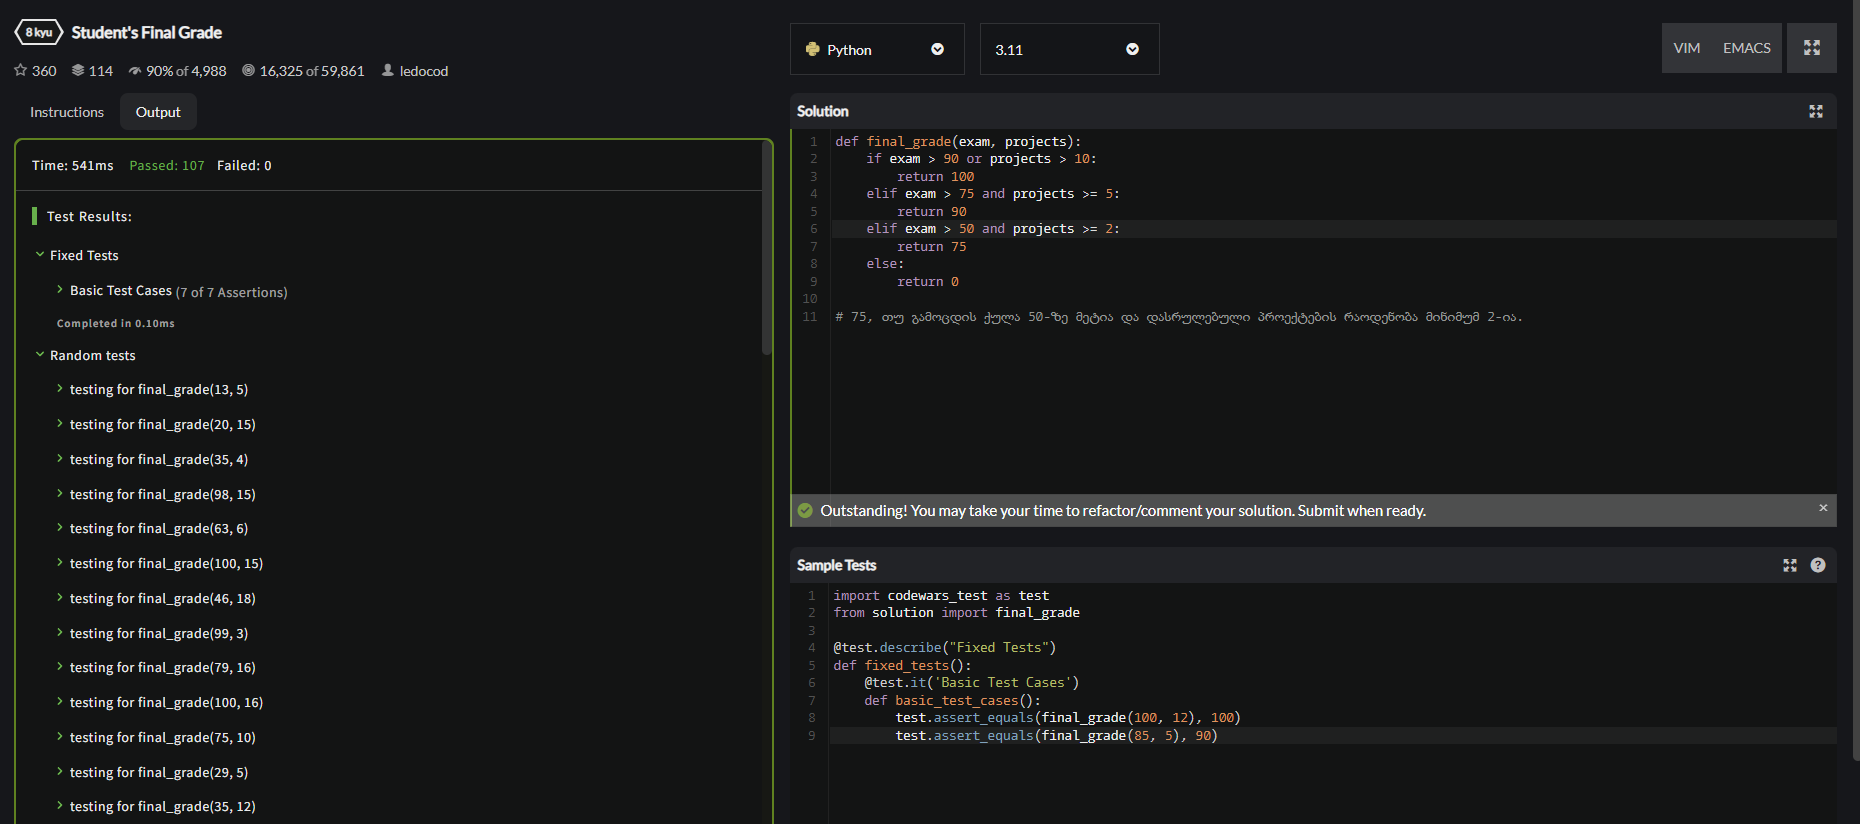 8 kyu Student's Final Grade
360 114 90% of 4,988 16,325 of 59,861 ledocod
Instructions Output
Time: 541ms Passed: 107 Failed: 0
Test Results:
Fixed Tests
Basic Test Cases (7 of 7 Assertions)
Completed in 0.10ms
Random tests
testing for final_grade(13, 5)
testing for final_grade(20, 15)
testing for final_grade(35, 4)
testing for final_grade(98, 15)
testing for final_grade(63, 6)
testing for final_grade(100, 15)
testing for final_grade(46, 18)
testing for final_grade(99, 3)
testing for final_grade(79, 16)
testing for final_grade(100, 16)
testing for final_grade(75, 10)
testing for final_grade(29, 5)
testing for final_grade(35, 12)
Python 3.11 VIM EMACS
Solution
1 def final_grade(exam, projects):
2 if exam > 90 or projects > 10:
3 return 100
4 elif exam > 75 and projects >= 5:
5 return 90
6 elif exam > 50 and projects >= 2:
7 return 75
8 else:
9 return 0
10
11 # 75, თუ გამოცდის ქულა 50-ზე მეტია და დასრულებული პროექტების რაოდენობა მინიმუმ 2-ია.
Outstanding! You may take your time to refactor/comment your solution. Submit when ready. ×
Sample Tests ?
1 import codewars_test as test
2 from solution import final_grade
3
4 @test.describe("Fixed Tests")
5 def fixed_tests():
6 @test.it('Basic Test Cases')
7 def basic_test_cases():
8 test.assert_equals(final_grade(100, 12), 100)
9 test.assert_equals(final_grade(85, 5), 90)